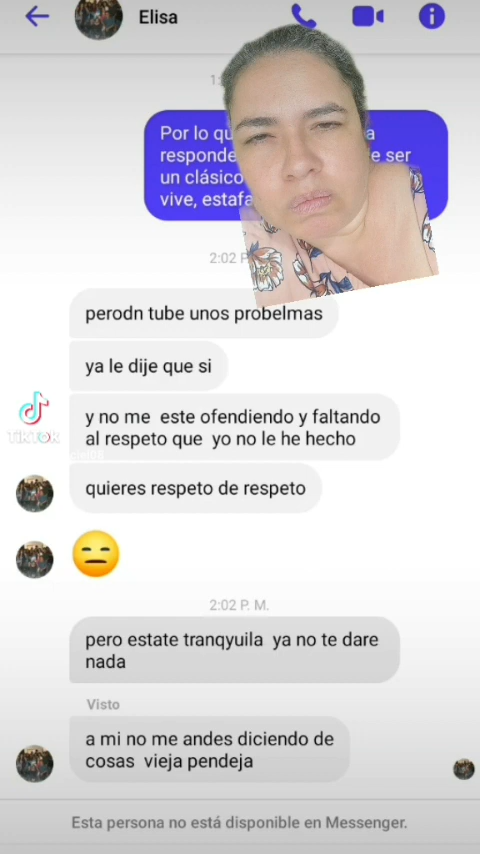 Elisa
Por lo qu
a
responde
e ser
un clásico
vive, estafa
2:02 P
perodn tube unos probelmas
ya le dije que si
y no me este ofendiendo y faltando
al respeto que yo no le he hecho
TikTok
quieres respeto de respeto
2:02 P. M.
pero estate tranqyuila ya no te dare
nada
Visto
a mi no me andes diciendo de
cosas vieja pendeja
Esta persona no está disponible en Messenger.